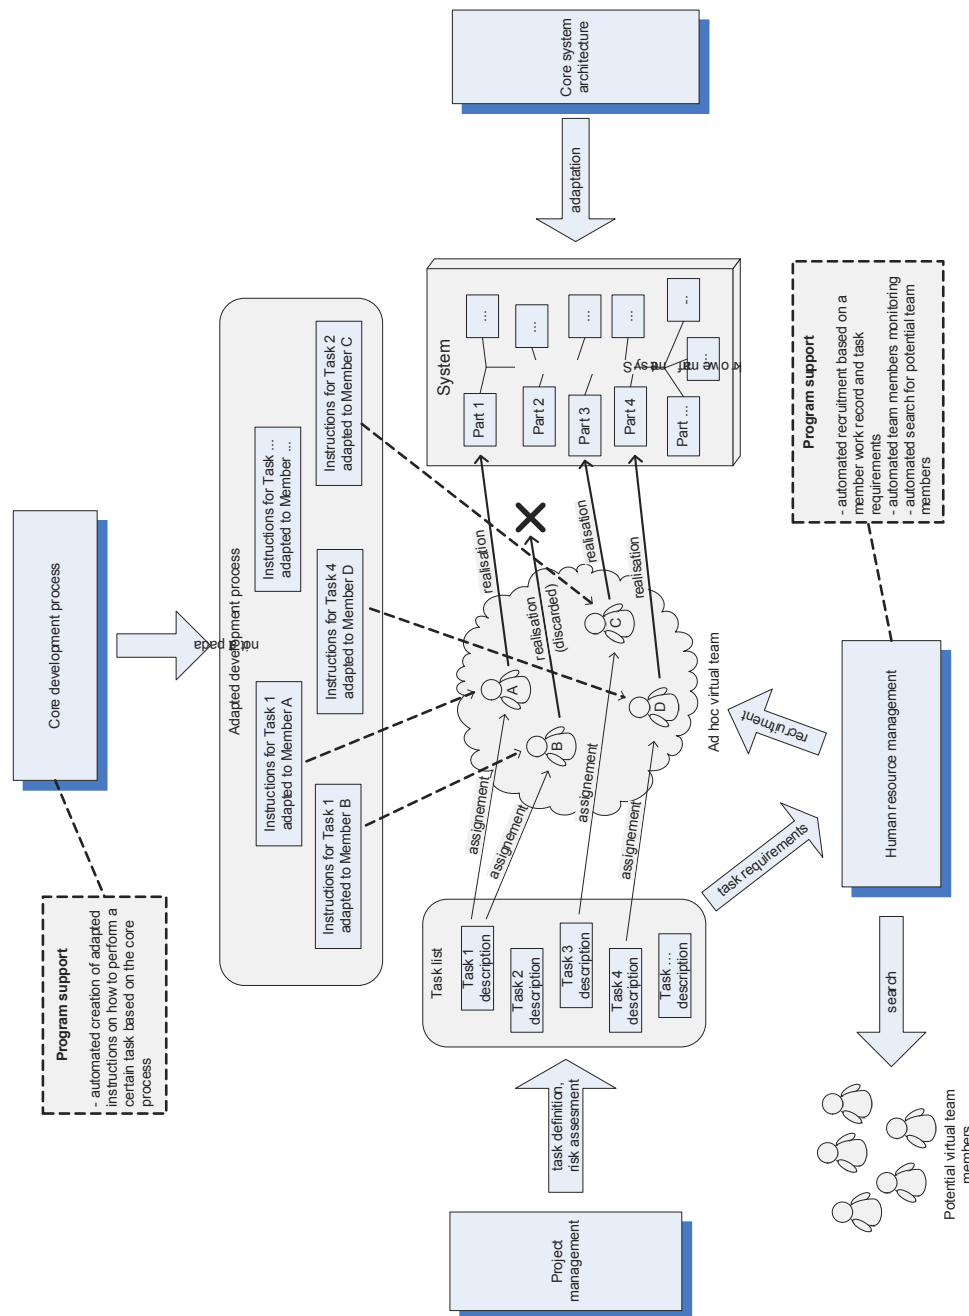 Core development process
Program support
- automated creation of adapted
instructions on how to perform a
certain task based on the core
process
adaptation
Adapted development process
Instructions for Task 1
adapted to Member B
Instructions for Task 1
adapted to Member A
Instructions for Task 4
adapted to Member D
Instructions for Task ...
adapted to Member ...
Instructions for Task 2
adapted to Member C
Project
management
task definition,
risk assesment
Task list
Task 1
description
Task 2
description
Task 3
description
Task 4
description
Task ...
description
assignement
assignement
assignement
assignement
A
B
C
D
Ad hoc virtual team
realisation
realisation
(discarded)
realisation
realisation
System
Part 1
...
Part 2
...
Part 3
...
Part 4
...
Part ...
...
...
System framework
adaptation
Core system
architecture
task requirements
recruitment
Human resource management
search
Potential virtual team
members
Program support
- automated recruitment based on a
member work record and task
requirements
- automated team members monitoring
- automated search for potential team
members